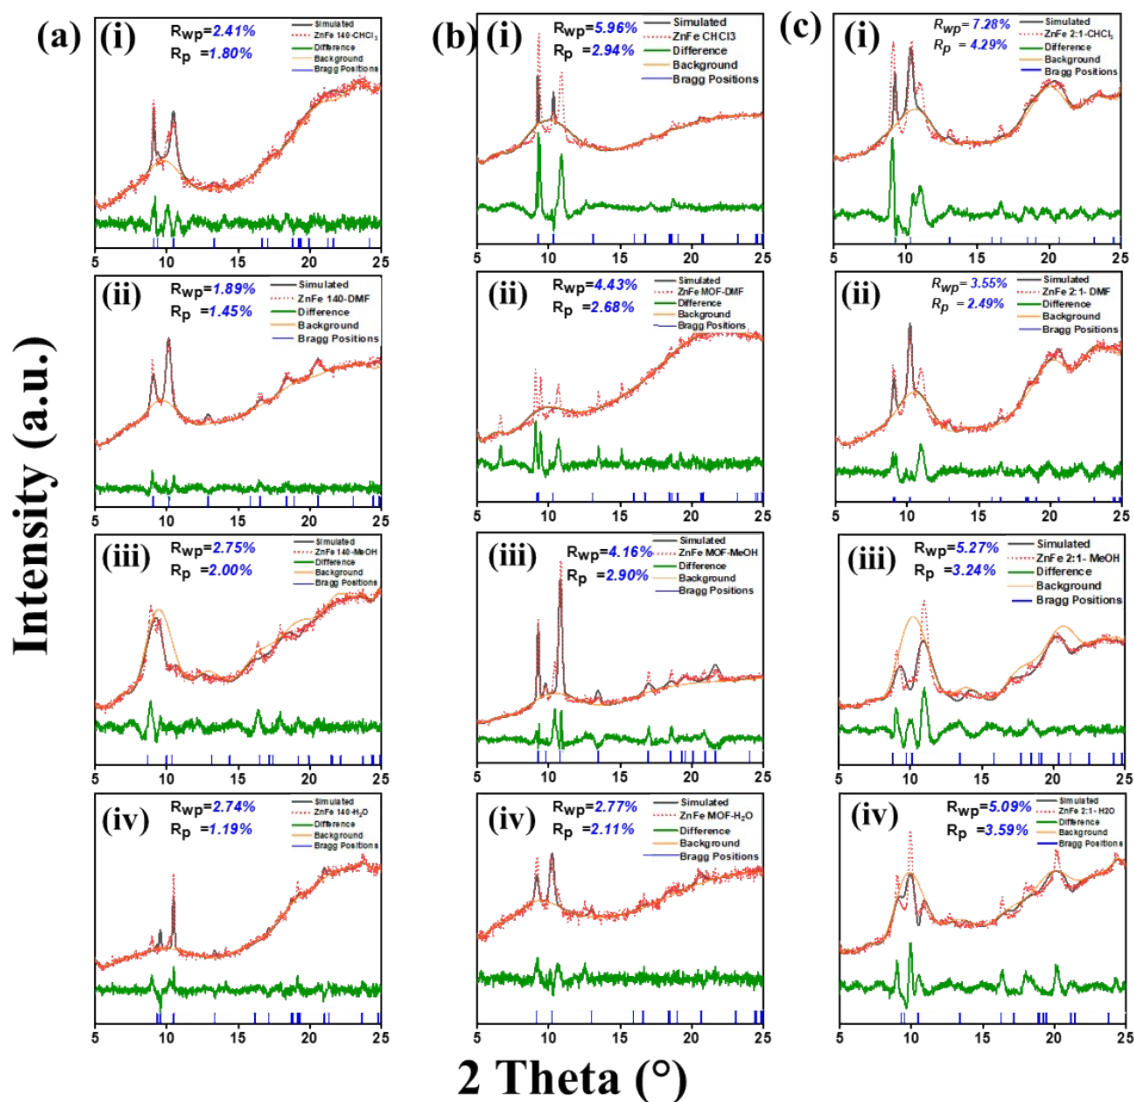 (a)
(i)
Rwp=2.41%
Rp =1.80%
Simulated
ZnFe 140-CHCl3
Difference
Background
Bragg Positions
5 10 15 20 25
(b)
(i)
Rwp=5.96%
Rp =2.94%
Simulated
ZnFe CHCl3
Difference
Background
Bragg Positions
5 10 15 20 25
(c)
(i)
Rwp=7.28%
Rp = 4.29%
Simulated
ZnFe 2:1-CHCl3
Difference
Background
Bragg Positions
5 10 15 20 25
(ii)
Rwp=1.89%
Rp =1.45%
Simulated
ZnFe 140-DMF
Difference
Background
Bragg Positions
5 10 15 20 25
(ii)
Rwp=4.43%
Rp =2.68%
Simulated
ZnFe MOF-DMF
Difference
Background
Bragg Positions
5 10 15 20 25
(ii)
Rwp= 3.55%
Rp =2.49%
Simulated
ZnFe 2:1- DMF
Difference
Background
Bragg Positions
5 10 15 20 25
(iii)
Rwp=2.75%
Rp =2.00%
Simulated
ZnFe 140-MeOH
Difference
Background
Bragg Positions
5 10 15 20 25
(iii)
Rwp=4.16%
Rp =2.90%
Simulated
ZnFe MOF-MeOH
Difference
Background
Bragg Positions
5 10 15 20 25
(iii)
Rwp=5.27%
Rp =3.24%
Simulated
ZnFe 2:1- MeOH
Difference
Background
Bragg Positions
5 10 15 20 25
(iv)
Rwp=2.74%
Rp =1.19%
Simulated
ZnFe 140-H2O
Difference
Background
Bragg Positions
5 10 15 20 25
(iv)
Rwp=2.77%
Rp =2.11%
Simulated
ZnFe MOF-H2O
Difference
Background
Bragg Positions
5 10 15 20 25
(iv)
Rwp=5.09%
Rp =3.59%
Simulated
ZnFe 2:1- H2O
Difference
Background
Bragg Positions
5 10 15 20 25
Intensity (a.u.)
2 Theta (°)